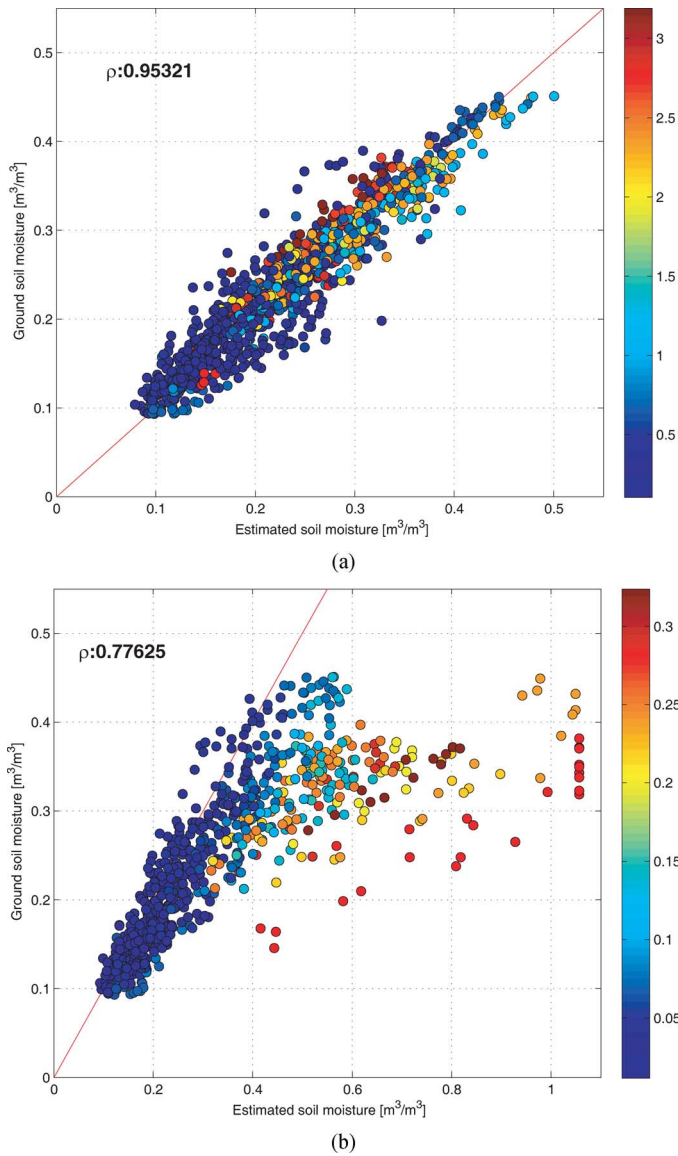 ρ:0.95321
Ground soil moisture [m³/m³]
0.5
0.4
0.3
0.2
0.1
0
0 0.1 0.2 0.3 0.4 0.5
Estimated soil moisture [m³/m³]
3
2.5
2
1.5
1
0.5
(a)
ρ:0.77625
Ground soil moisture [m³/m³]
0.5
0.4
0.3
0.2
0.1
0
0 0.2 0.4 0.6 0.8 1
Estimated soil moisture [m³/m³]
0.3
0.25
0.2
0.15
0.1
0.05
(b)